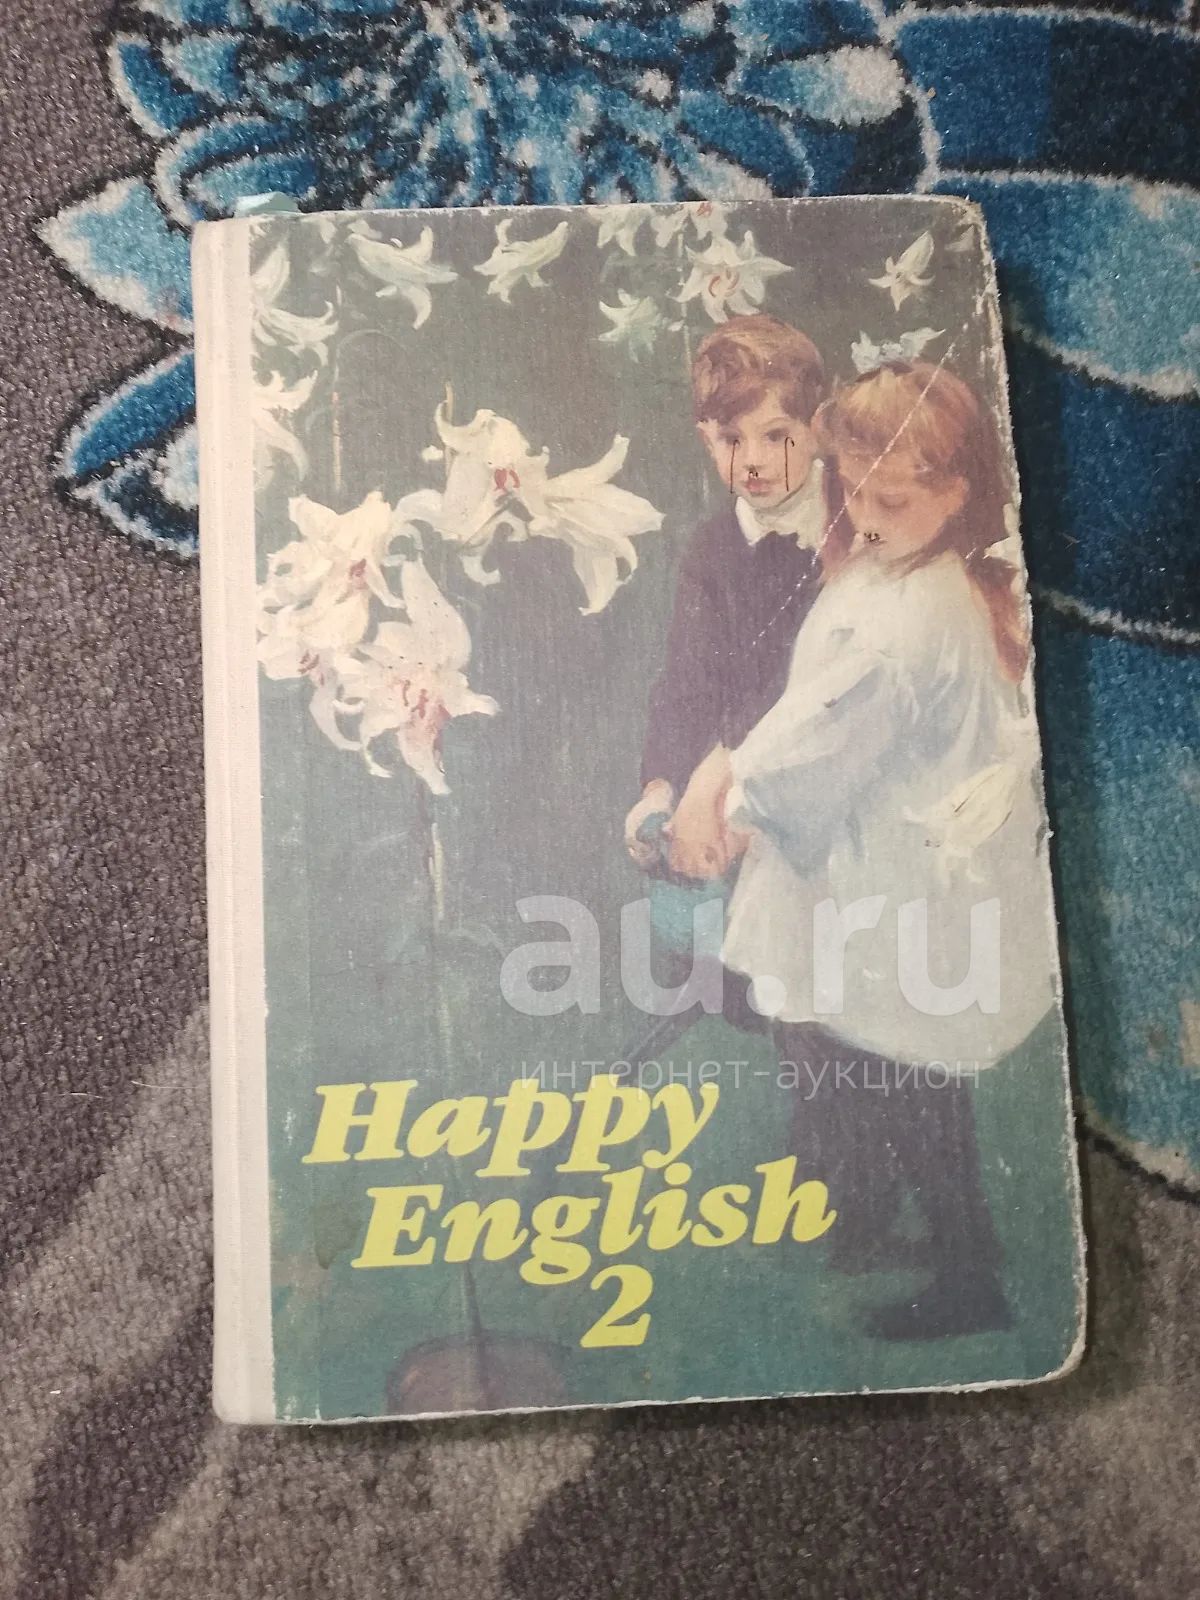 au.ru
интернет-аукцион
Happy
English
2